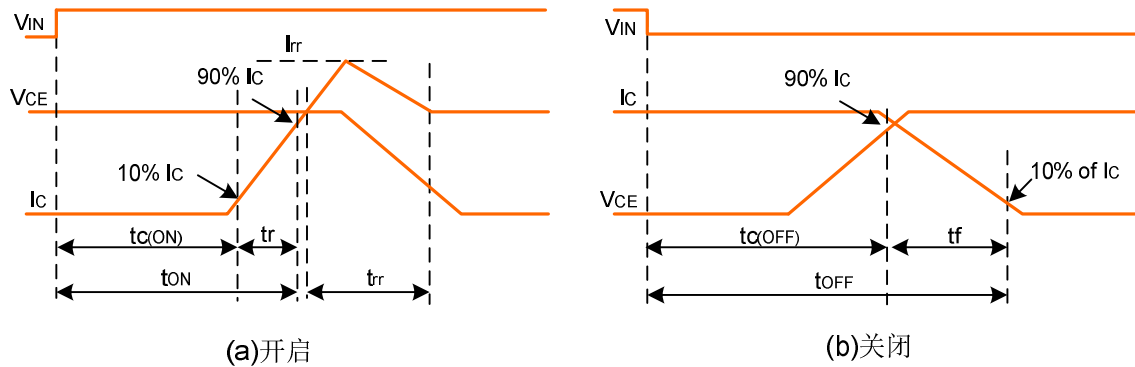 VIN
Irr
90% IC
VCE
10% IC
IC
tc(ON)
tr
tON
trr
(a)开启
VIN
90% IC
IC
10% of IC
VCE
tc(OFF)
tf
tOFF
(b)关闭